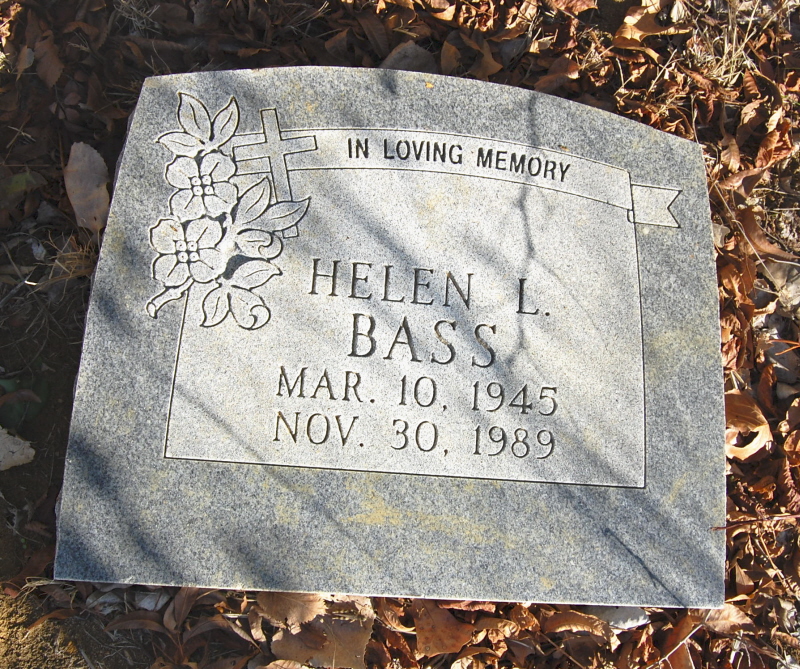 IN LOVING MEMORY
HELEN L.
BASS
MAR. 10, 1945
NOV. 30, 1989